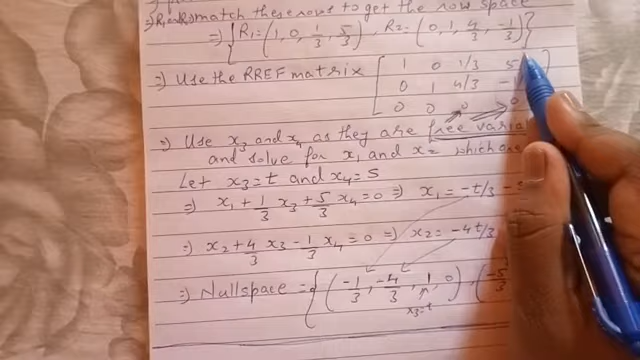 match these rows to get the row space
=> { R1 = (1, 0, 1/3, 5/3), R2 = (0, 1, 4/3, -1/3) }
=> Use the RREF matrix [ 1 0 1/3 5
0 1 4/3 -1
0 0 0 0
=> Use x3 and x4 as they are free varia
and solve for x1 and x2 which are
Let x3 = t and x4 = s
=> x1 + 1/3 x3 + 5/3 x4 = 0 => x1 = -t/3 -
=> x2 + 4/3 x3 - 1/3 x4 = 0 => x2 = -4t/3
=> Nullspace = { (-1/3, -4/3, 1, 0), (-5/3
x3=t